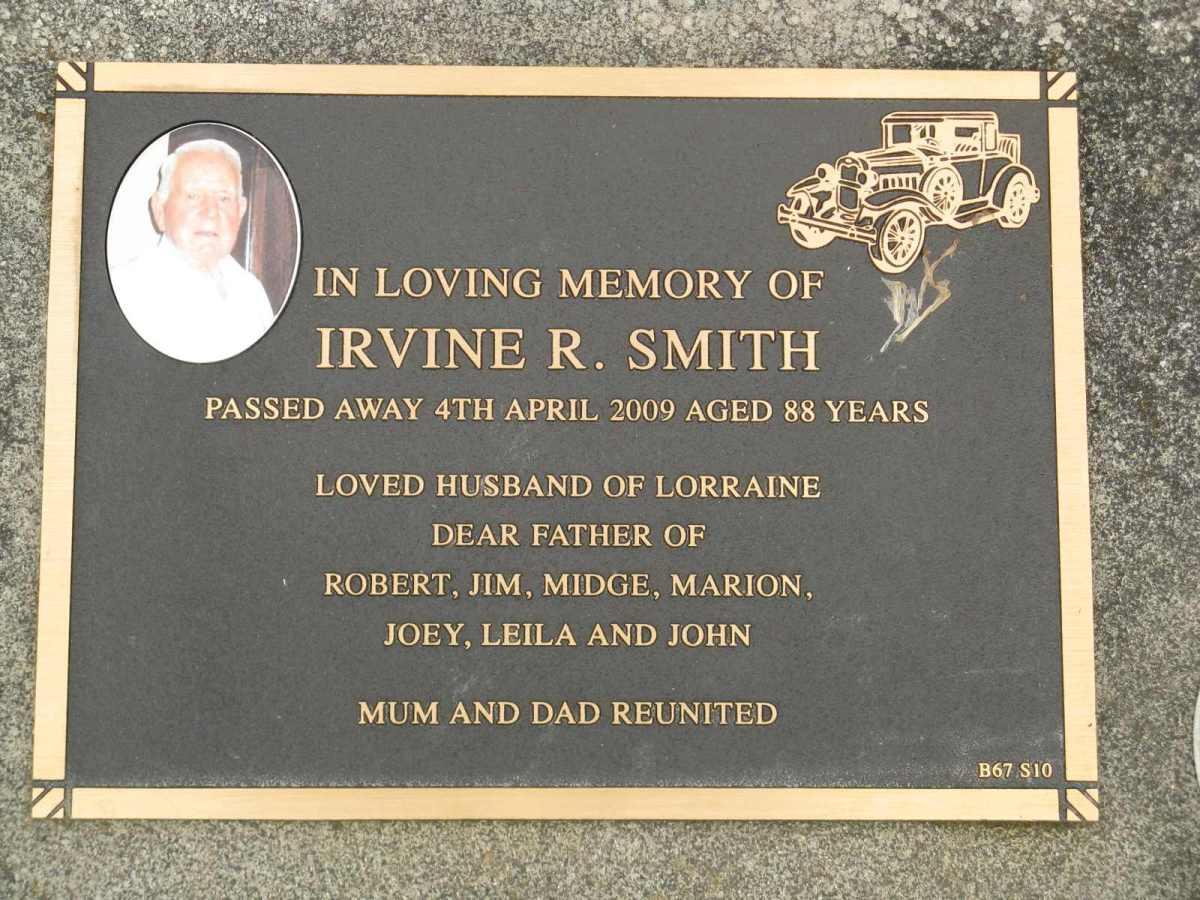 IN LOVING MEMORY OF
IRVINE R. SMITH
PASSED AWAY 4TH APRIL 2009 AGED 88 YEARS
LOVED HUSBAND OF LORRAINE
DEAR FATHER OF
ROBERT, JIM, MIDGE, MARION,
JOEY, LEILA AND JOHN
MUM AND DAD REUNITED
B67 S10